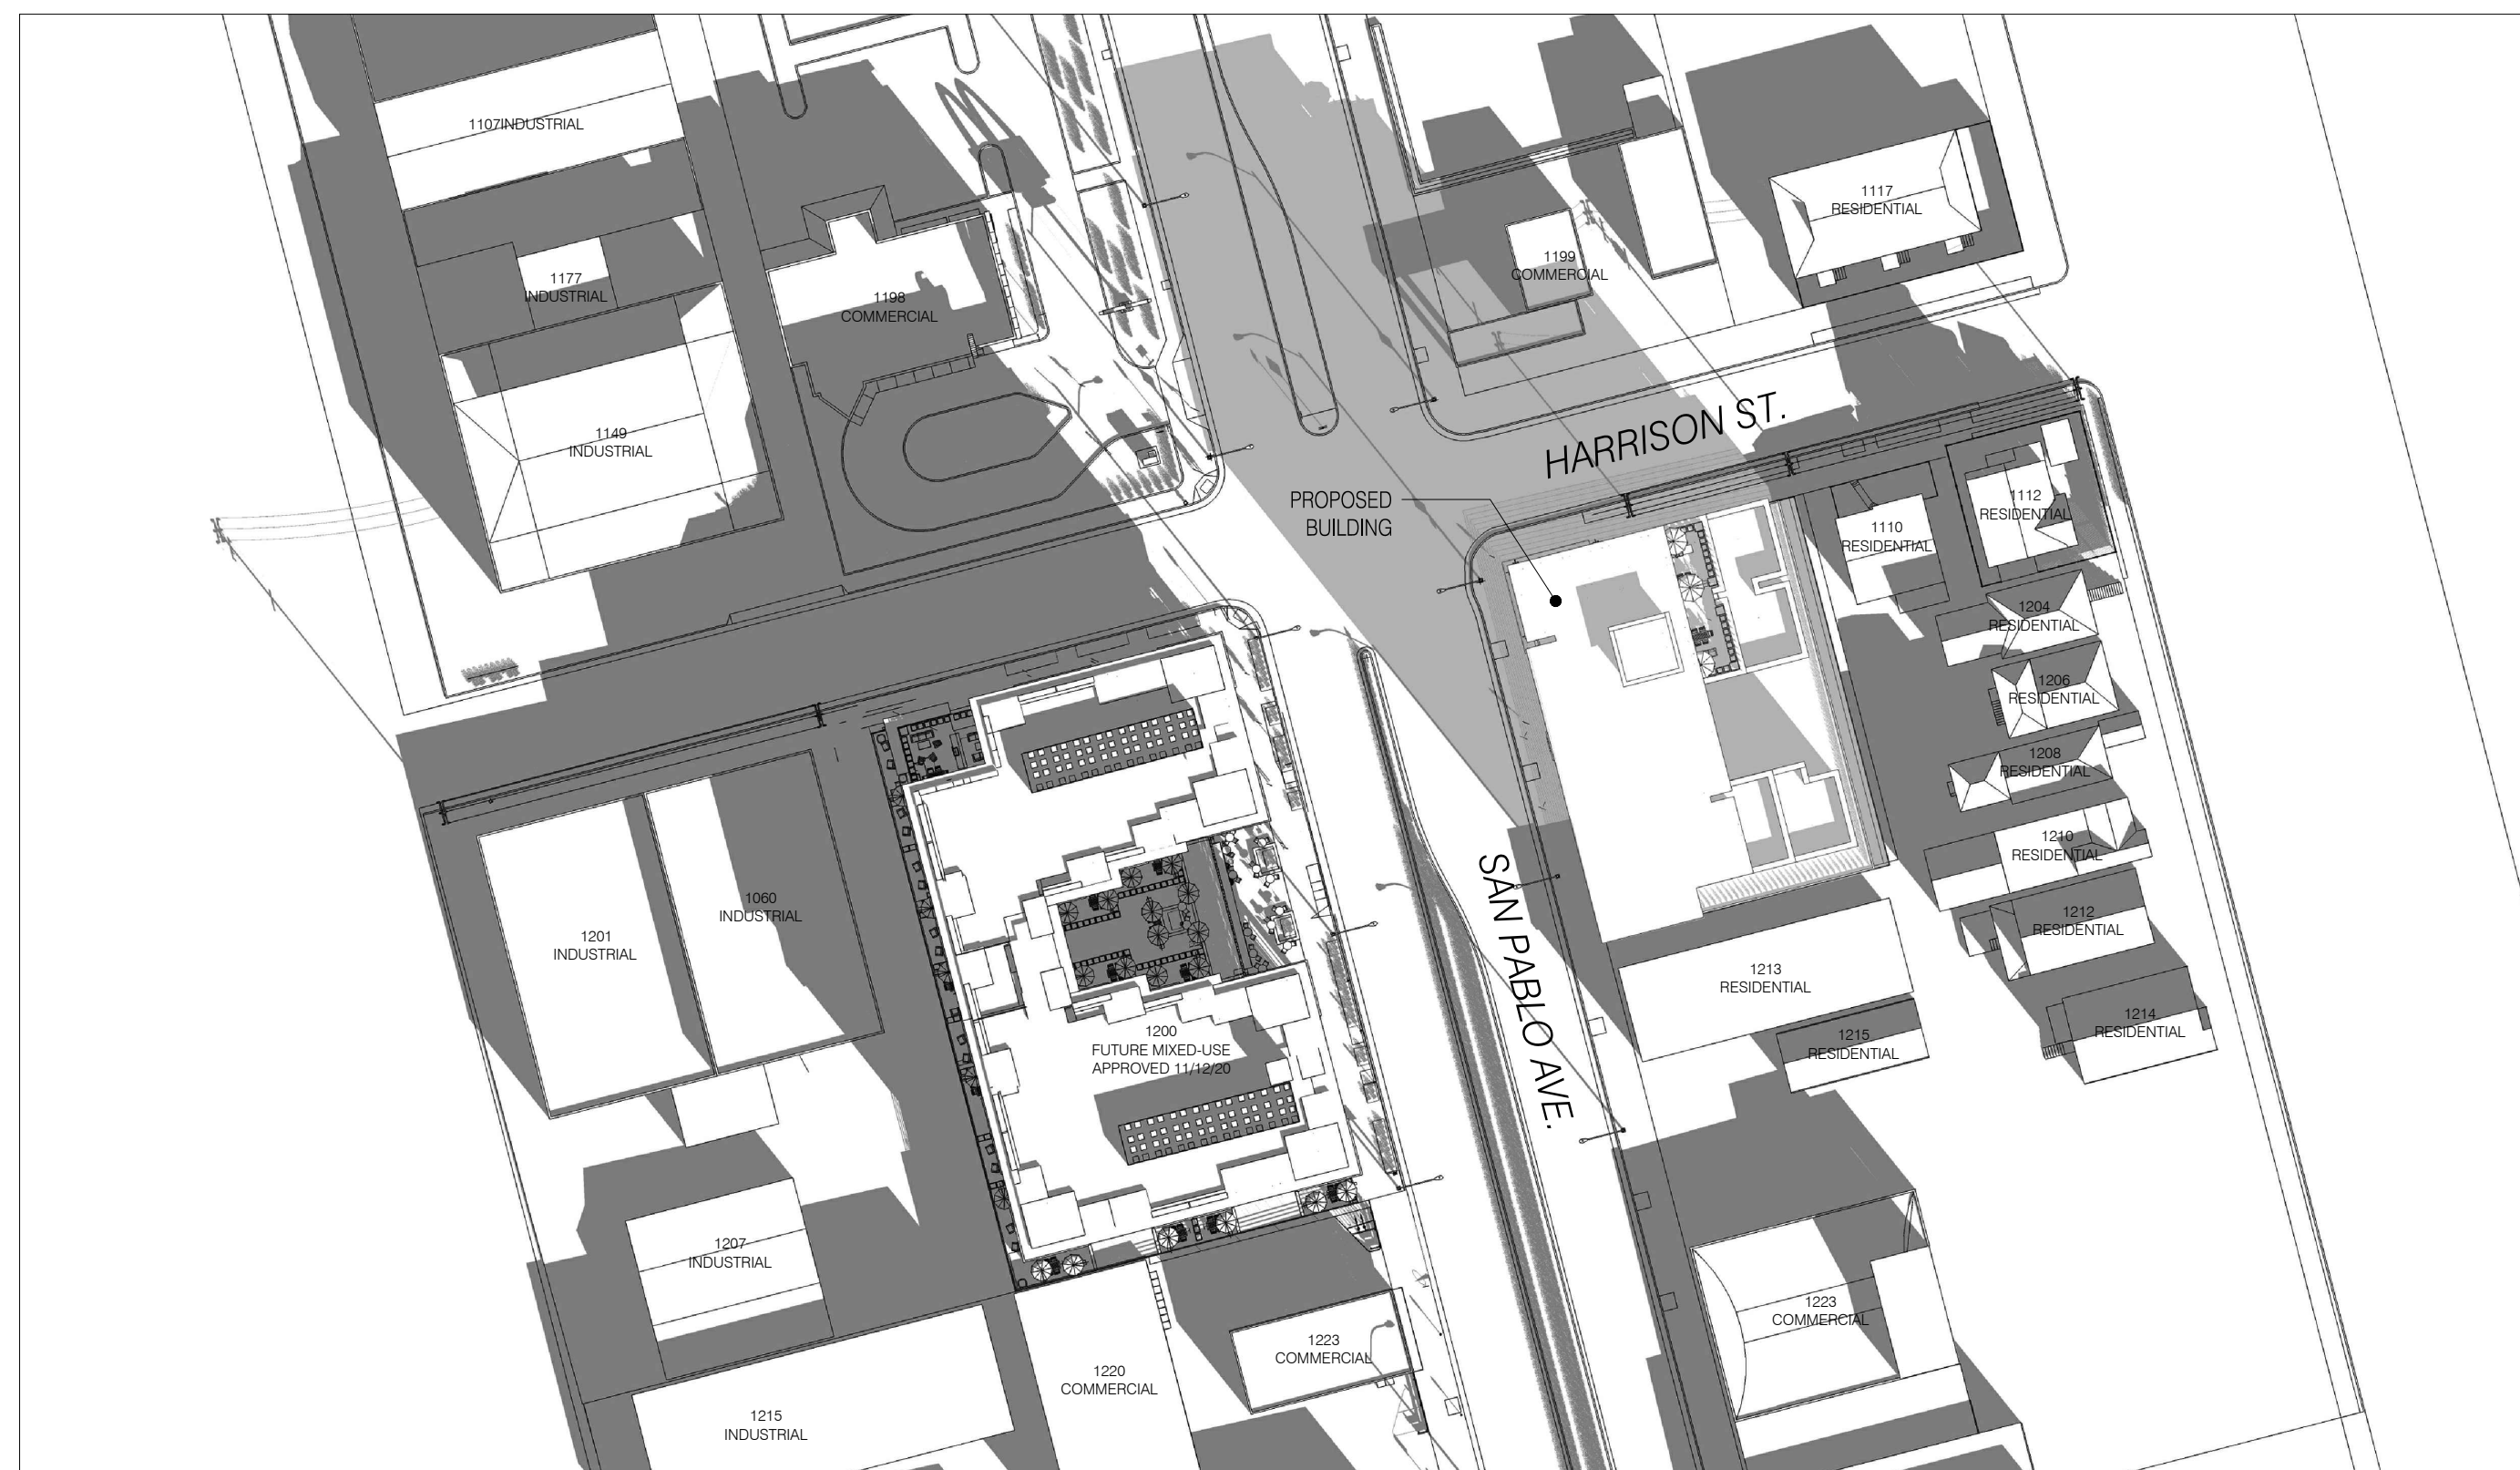 1107INDUSTRIAL
1117
RESIDENTIAL
1177
INDUSTRIAL
1198
COMMERCIAL
1199
COMMERCIAL
1149
INDUSTRIAL
HARRISON ST.
PROPOSED
BUILDING
1110
RESIDENTIAL
1112
RESIDENTIAL
1204
RESIDENTIAL
1206
RESIDENTIAL
1208
RESIDENTIAL
1210
RESIDENTIAL
1060
INDUSTRIAL
1201
INDUSTRIAL
SAN PABLO AVE.
1212
RESIDENTIAL
1213
RESIDENTIAL
1214
RESIDENTIAL
1215
RESIDENTIAL
1200
FUTURE MIXED-USE
APPROVED 11/12/20
1207
INDUSTRIAL
1223
COMMERCIAL
1223
COMMERCIAL
1220
COMMERCIAL
1215
INDUSTRIAL